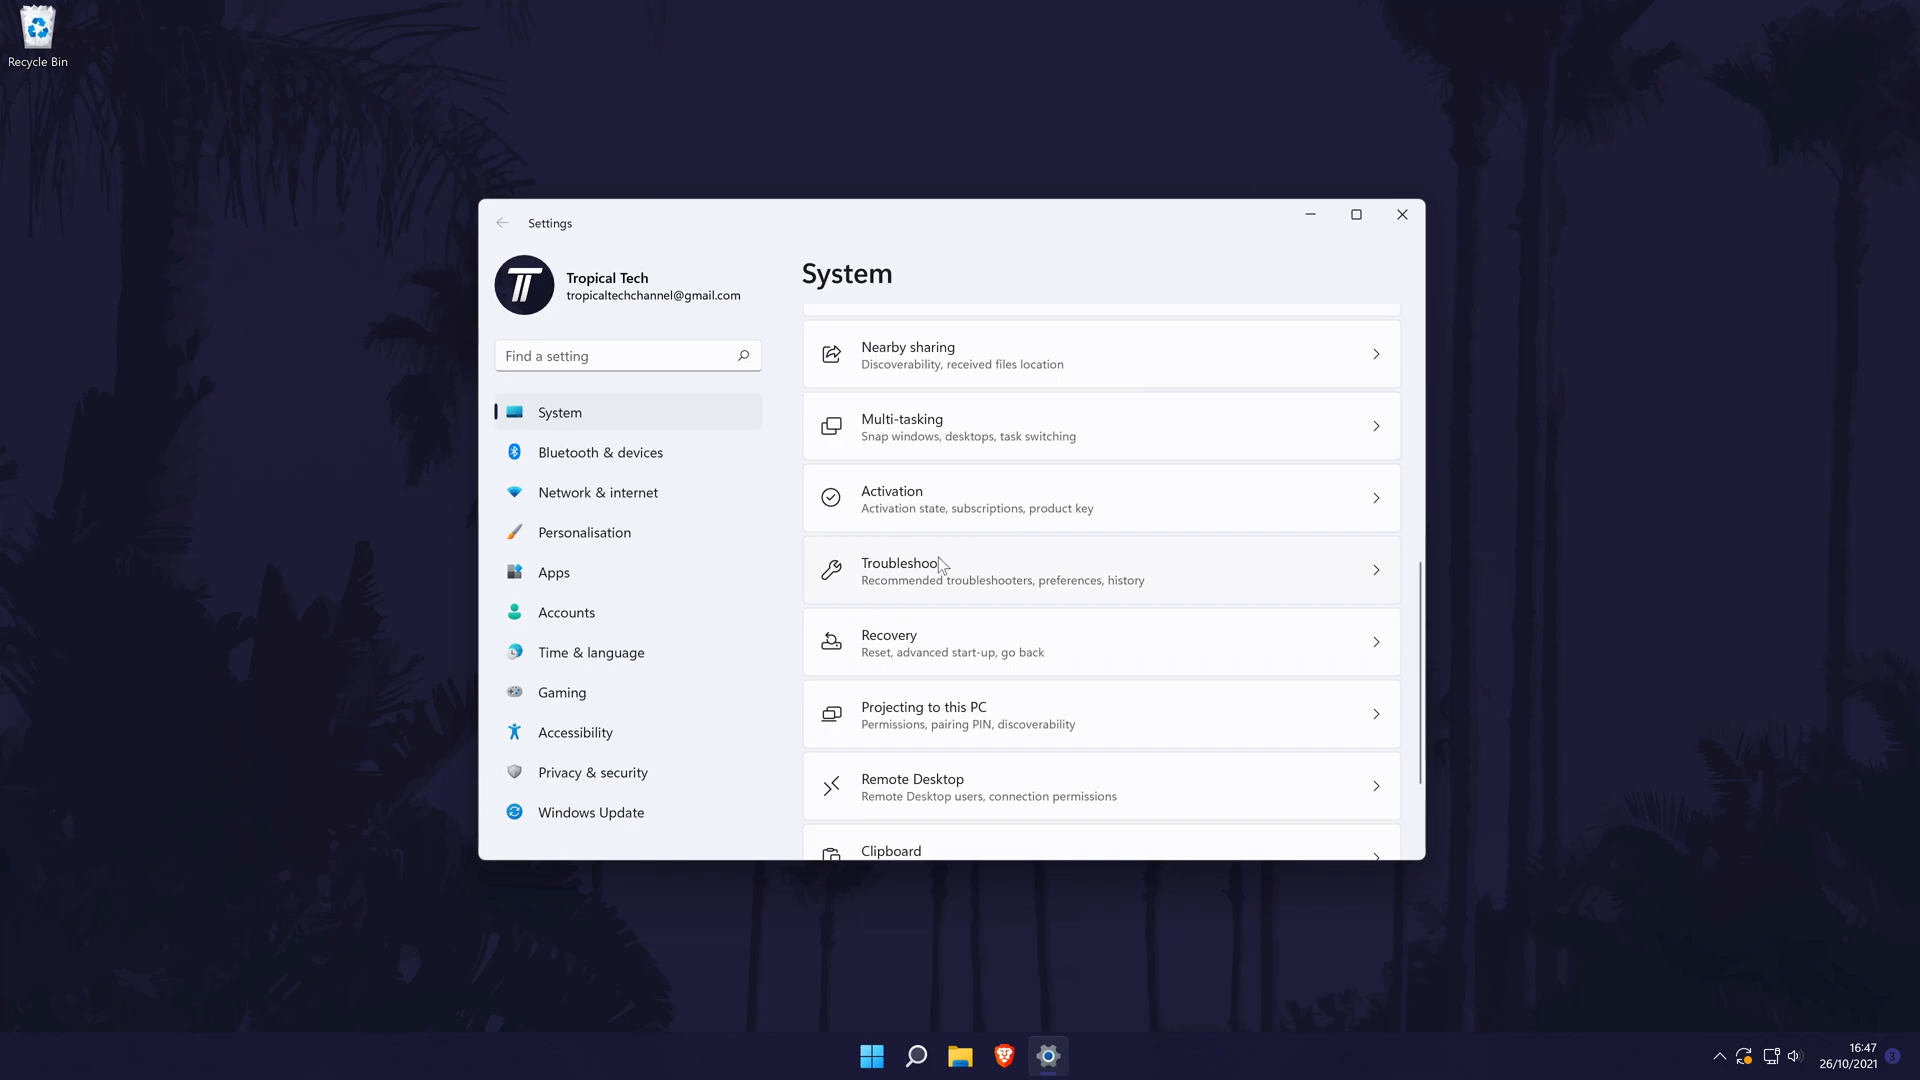 Recycle Bin
Settings
Tropical Tech
tropicaltechchannel@gmail.com
Find a setting
System
Bluetooth & devices
Network & internet
Personalisation
Apps
Accounts
Time & language
Gaming
Accessibility
Privacy & security
Windows Update
System
Nearby sharing
Discoverability, received files location
Multi-tasking
Snap windows, desktops, task switching
Activation
Activation state, subscriptions, product key
Troubleshoo
Recommended troubleshooters, preferences, history
Recovery
Reset, advanced start-up, go back
Projecting to this PC
Permissions, pairing PIN, discoverability
Remote Desktop
Remote Desktop users, connection permissions
Clipboard
16:47
26/10/2021
3